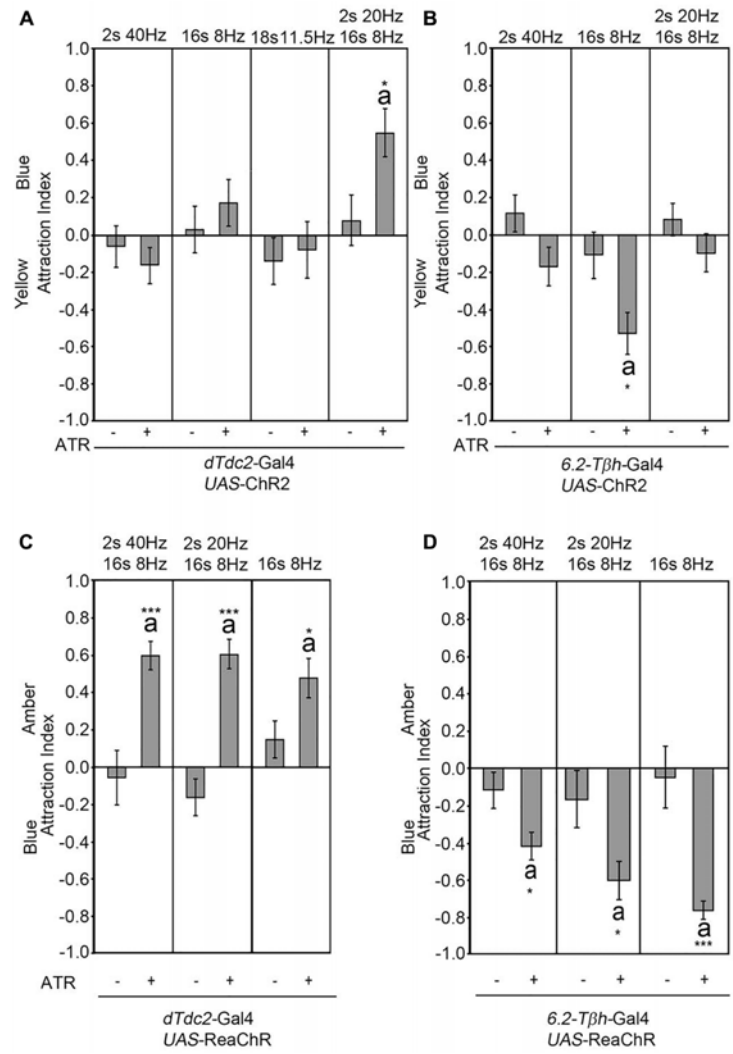 A
2s 40Hz 16s 8Hz 18s11.5Hz 2s 20Hz
16s 8Hz
Blue
Yellow
Attraction Index
1.0
0.8
0.6
0.4
0.2
0.0
-0.2
-0.4
-0.6
-0.8
-1.0
*
a
ATR - + - + - + - +
dTdc2-Gal4
UAS-ChR2
B
2s 40Hz 16s 8Hz 2s 20Hz
16s 8Hz
Blue
Yellow
Attraction Index
1.0
0.8
0.6
0.4
0.2
0.0
-0.2
-0.4
-0.6
-0.8
-1.0
a
*
- + - + - +
6.2-Tβh-Gal4
UAS-ChR2
C
2s 40Hz 2s 20Hz
16s 8Hz 16s 8Hz 16s 8Hz
Amber
Blue
Attraction Index
1.0
0.8
0.6
0.4
0.2
0.0
-0.2
-0.4
-0.6
-0.8
-1.0
*** *** *
a a a
ATR - + - + - +
dTdc2-Gal4
UAS-ReaChR
D
2s 40Hz 2s 20Hz
16s 8Hz 16s 8Hz 16s 8Hz
Amber
Blue
Attraction Index
1.0
0.8
0.6
0.4
0.2
0.0
-0.2
-0.4
-0.6
-0.8
-1.0
a a a
* * ***
- + - + - +
6.2-Tβh-Gal4
UAS-ReaChR